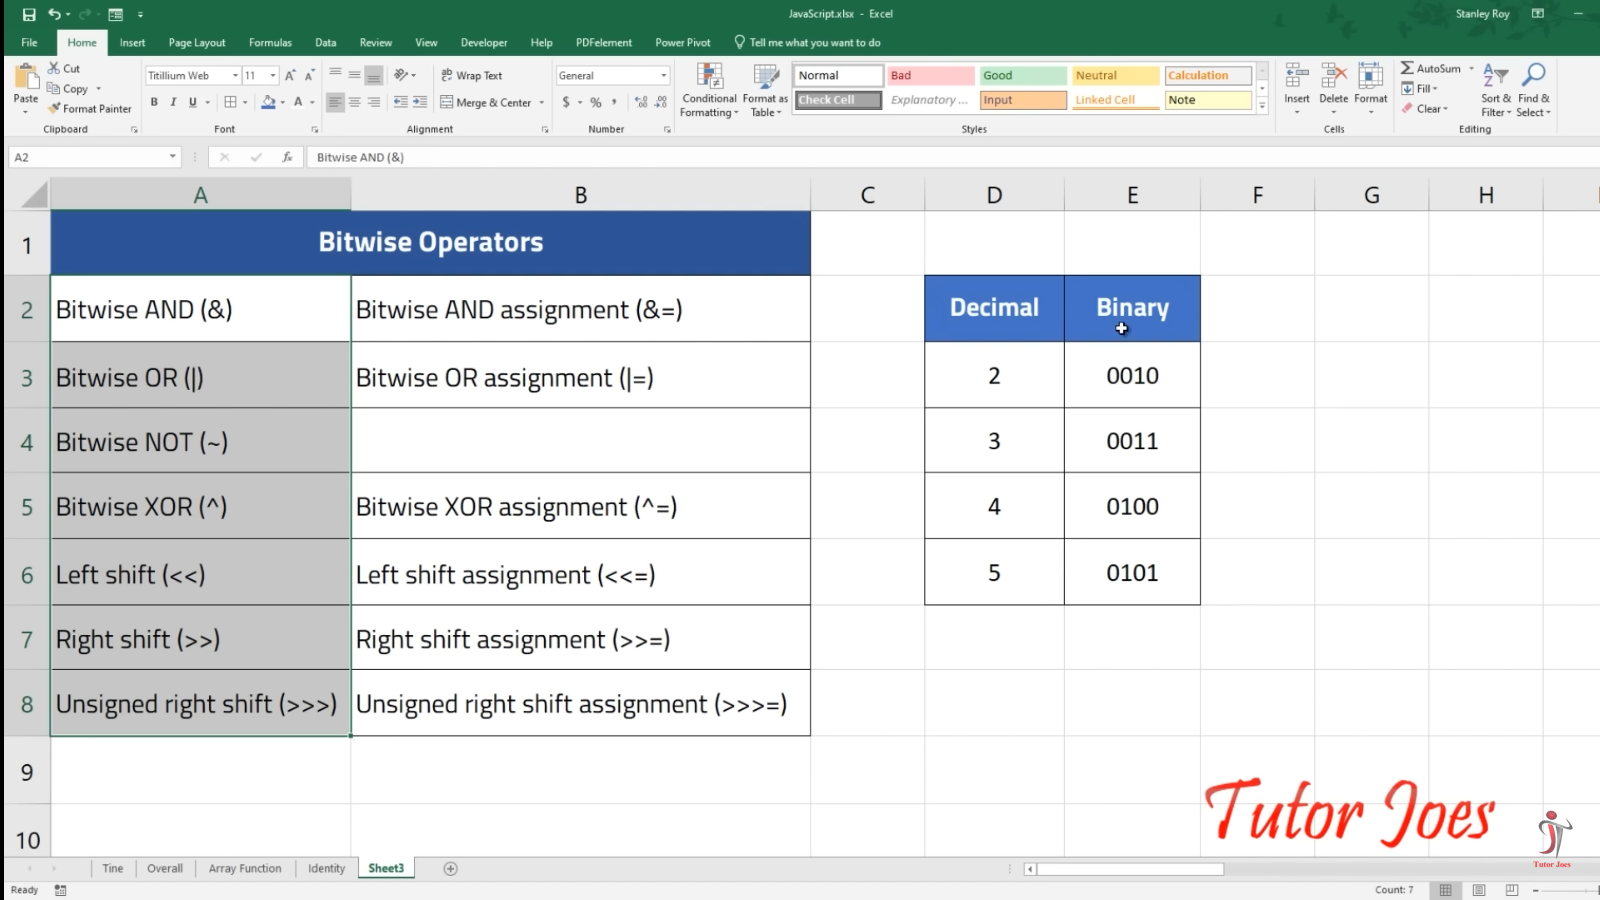 JavaScript.xlsx - Excel
Stanley Roy
File Home Insert Page Layout Formulas Data Review View Developer Help PDFelement Power Pivot Tell me what you want to do
Paste
Cut
Copy
Format Painter
Clipboard
Titillium Web 11
B I U
Font
Wrap Text
Merge & Center
Alignment
General
$ % ,
Number
Conditional Formatting
Format as Table
Normal Bad Good Neutral Calculation
Check Cell Explanatory ... Input Linked Cell Note
Styles
Insert Delete Format
Cells
AutoSum
Fill
Clear
Sort & Filter
Find & Select
Editing
A2 fx Bitwise AND (&)
A B C D E F G H
1 Bitwise Operators
2 Bitwise AND (&) Bitwise AND assignment (&=) Decimal Binary
3 Bitwise OR (|) Bitwise OR assignment (|=) 2 0010
4 Bitwise NOT (~) 3 0011
5 Bitwise XOR (^) Bitwise XOR assignment (^=) 4 0100
6 Left shift (<<) Left shift assignment (<<=) 5 0101
7 Right shift (>>) Right shift assignment (>>=)
8 Unsigned right shift (>>>) Unsigned right shift assignment (>>>=)
9
10
Tutor Joes
Tutor Joes
Tine Overall Array Function Identity Sheet3
Ready Count: 7